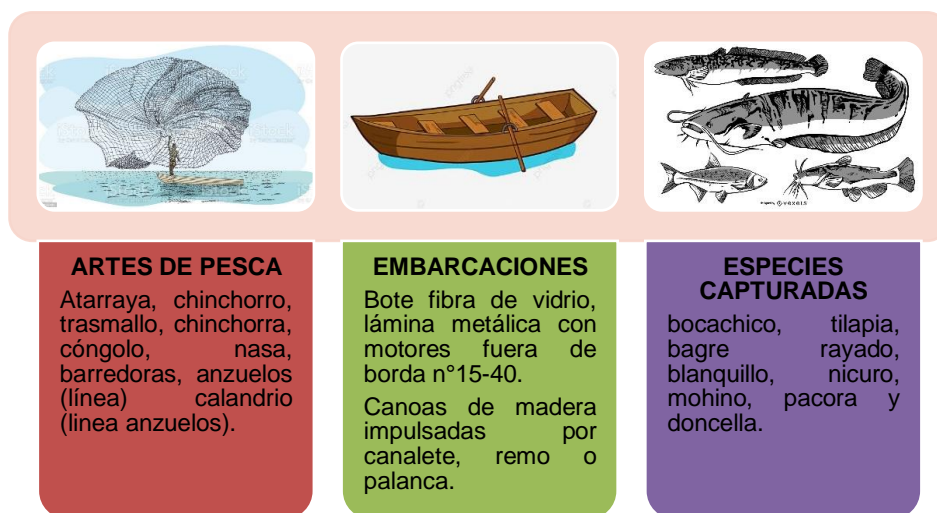 ARTES DE PESCA
Atarraya, chinchorro,
trasmallo, chinchorra,
cóngolo, nasa,
barredoras, anzuelos
(línea) calandrio
(linea anzuelos).
EMBARCACIONES
Bote fibra de vidrio,
lámina metálica con
motores fuera de
borda n°15-40.
Canoas de madera
impulsadas por
canalete, remo o
palanca.
ESPECIES
CAPTURADAS
bocachico, tilapia,
bagre rayado,
blanquillo, nicuro,
mohino, pacora y
doncella.